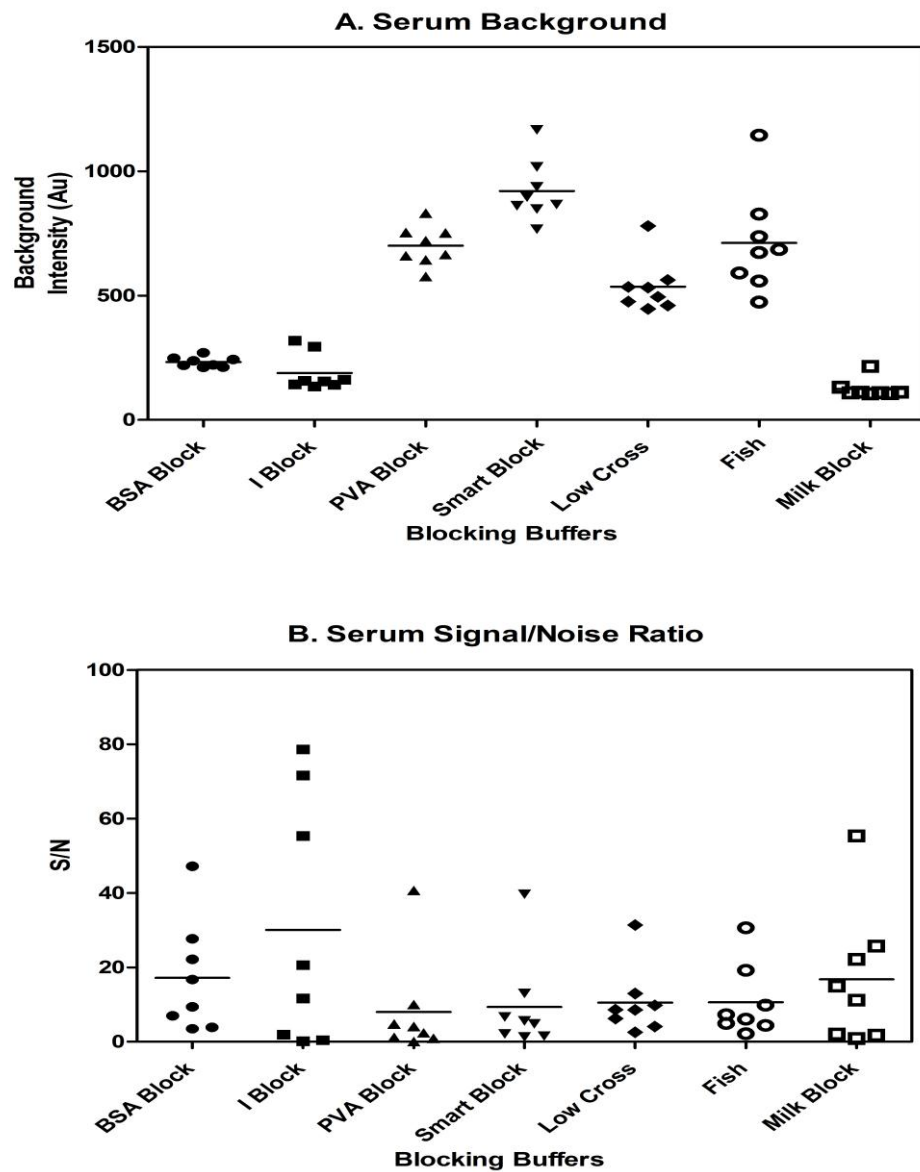 A. Serum Background
Background
Intensity (Au)
1500
1000
500
0
BSA Block
I Block
PVA Block
Smart Block
Low Cross
Fish
Milk Block
Blocking Buffers
B. Serum Signal/Noise Ratio
S/N
100
80
60
40
20
0
BSA Block
I Block
PVA Block
Smart Block
Low Cross
Fish
Milk Block
Blocking Buffers